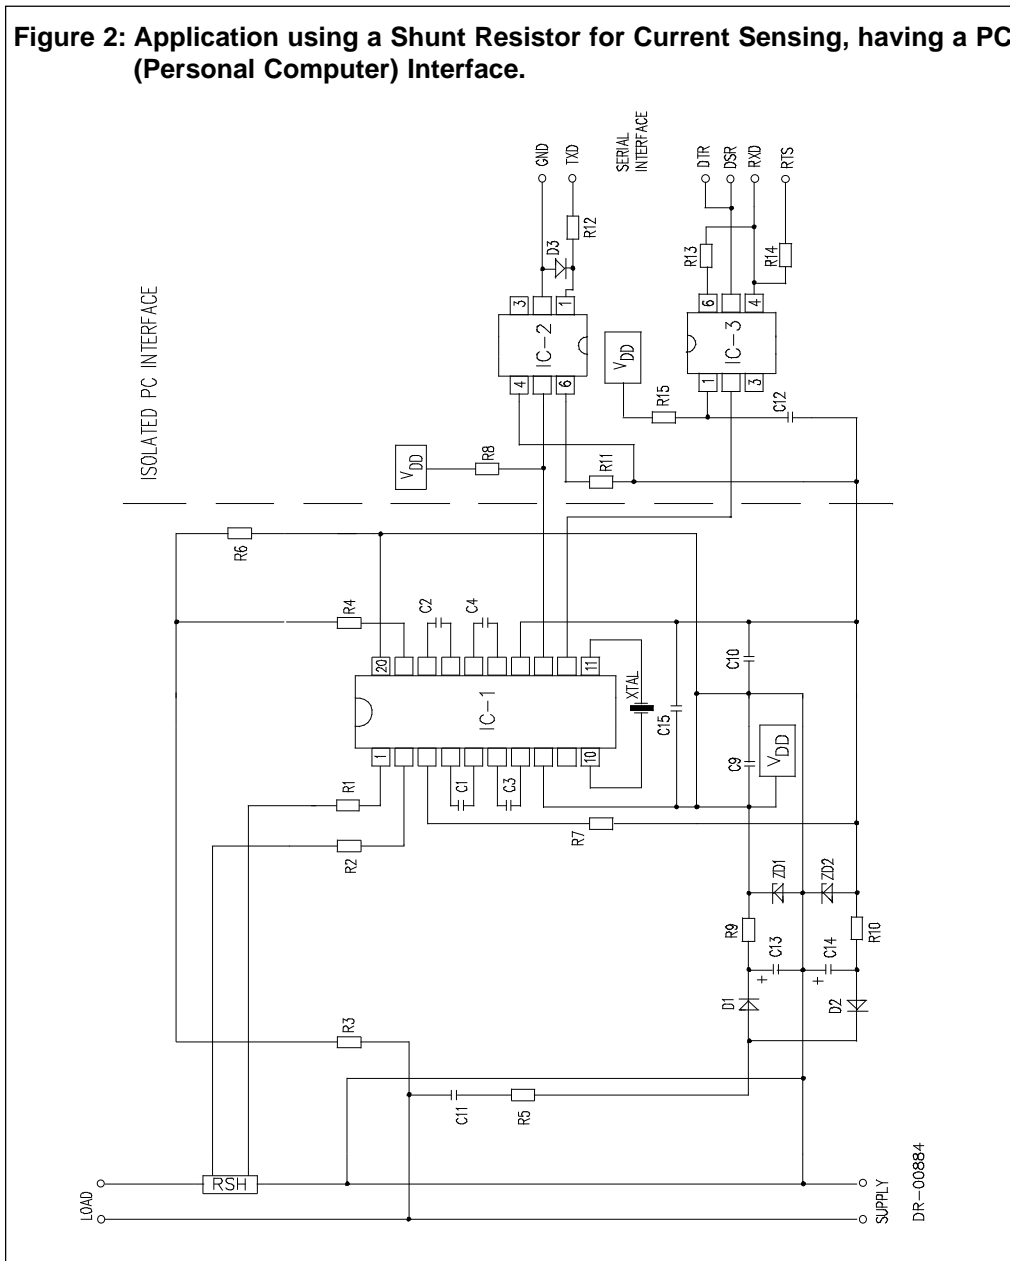 Figure 2: Application using a Shunt Resistor for Current Sensing, having a PC
(Personal Computer) Interface.
GND
TXD
SERIAL
INTERFACE
DTR
DSR
RXD
RTS
R12
D3
R13
R14
ISOLATED PC INTERFACE
3
1
IC-2
4
6
6
4
IC-3
1
3
VDD
R15
C12
VDD
R8
R11
R6
R4
C2
C4
20
11
IC-1
1
10
XTAL
C15
C10
C9
VDD
R1
R2
C1
C3
R7
ZD1
ZD2
R9
C13
+
C14
+
R10
D1
D2
R3
C11
R5
RSH
LOAD
SUPPLY
DR-00884